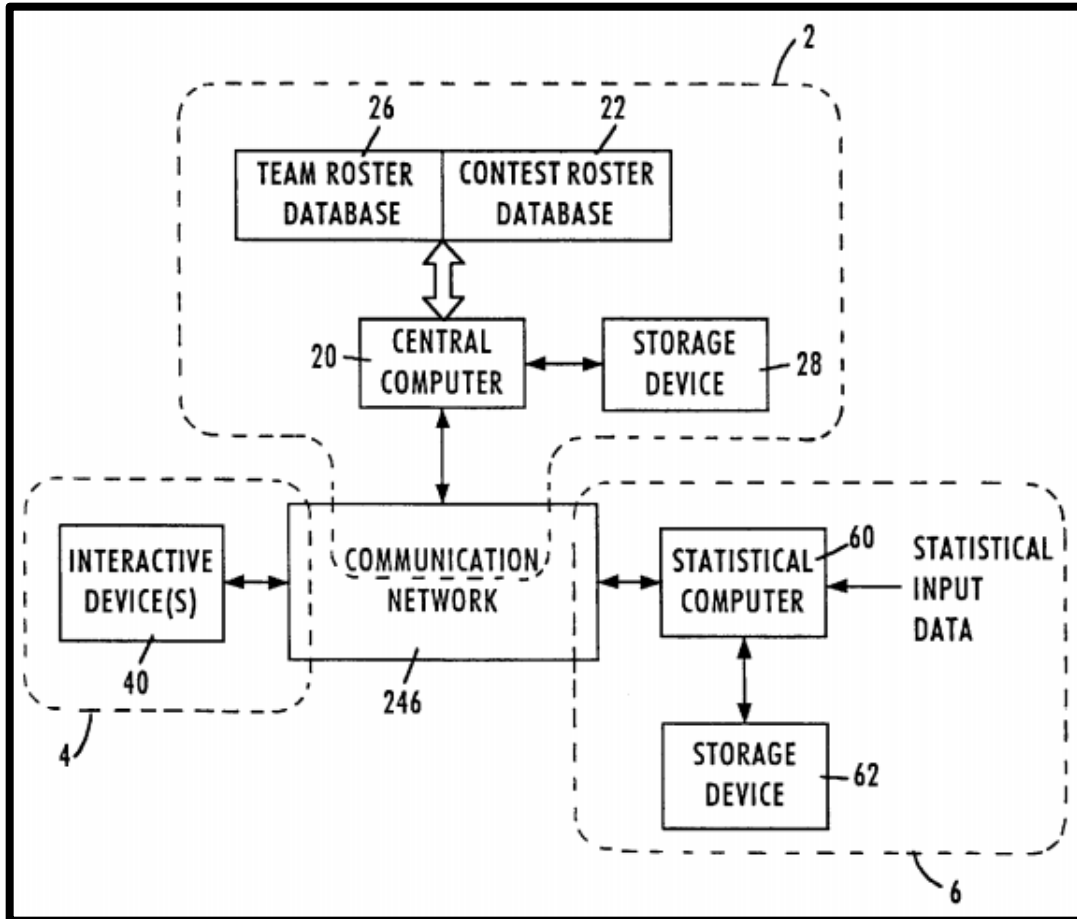 2
26
22
TEAM ROSTER
DATABASE
CONTEST ROSTER
DATABASE
20
CENTRAL
COMPUTER
STORAGE
DEVICE
28
INTERACTIVE
DEVICE(S)
40
4
COMMUNICATION
NETWORK
246
STATISTICAL
COMPUTER
60
STATISTICAL
INPUT
DATA
STORAGE
DEVICE
62
6